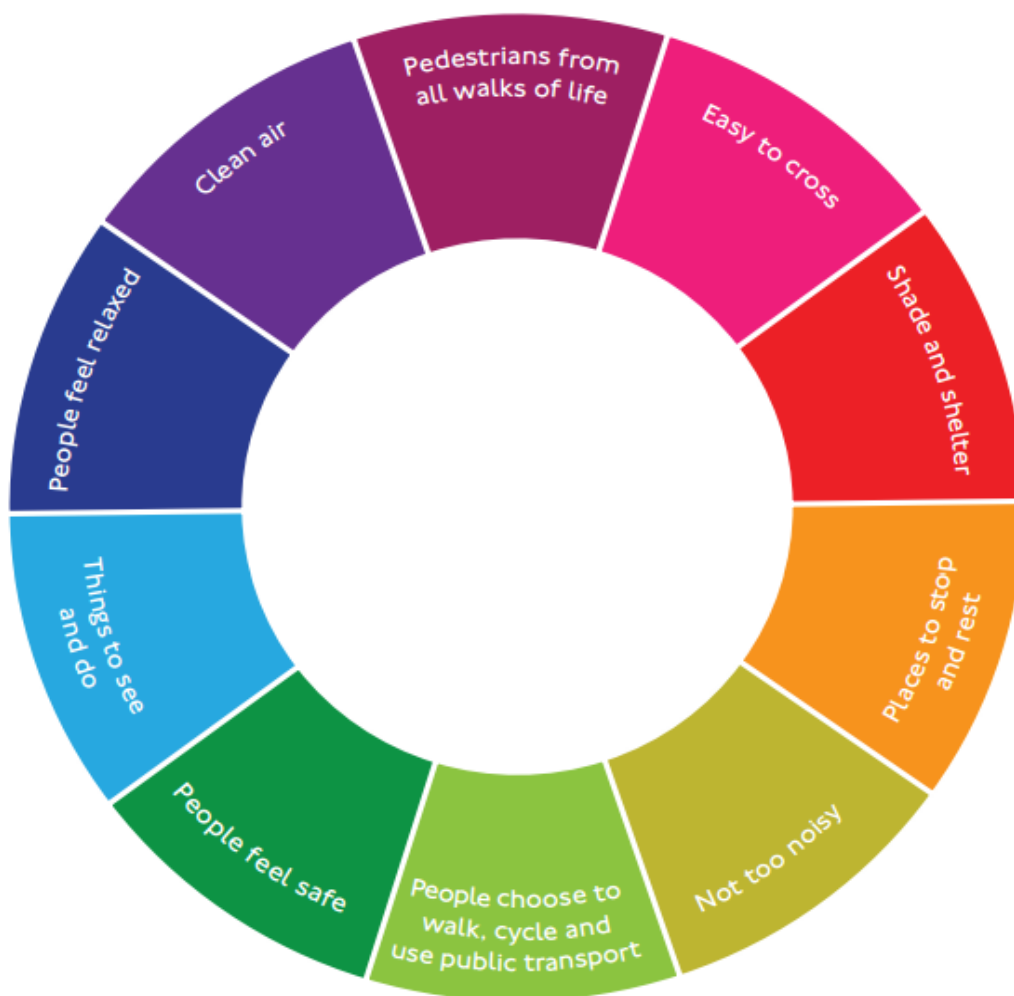 Pedestrians from
all walks of life
Easy to cross
Shade and shelter
Places to stop
and rest
Not too noisy
People choose to
walk, cycle and
use public transport
People feel safe
Things to see
and do
People feel relaxed
Clean air